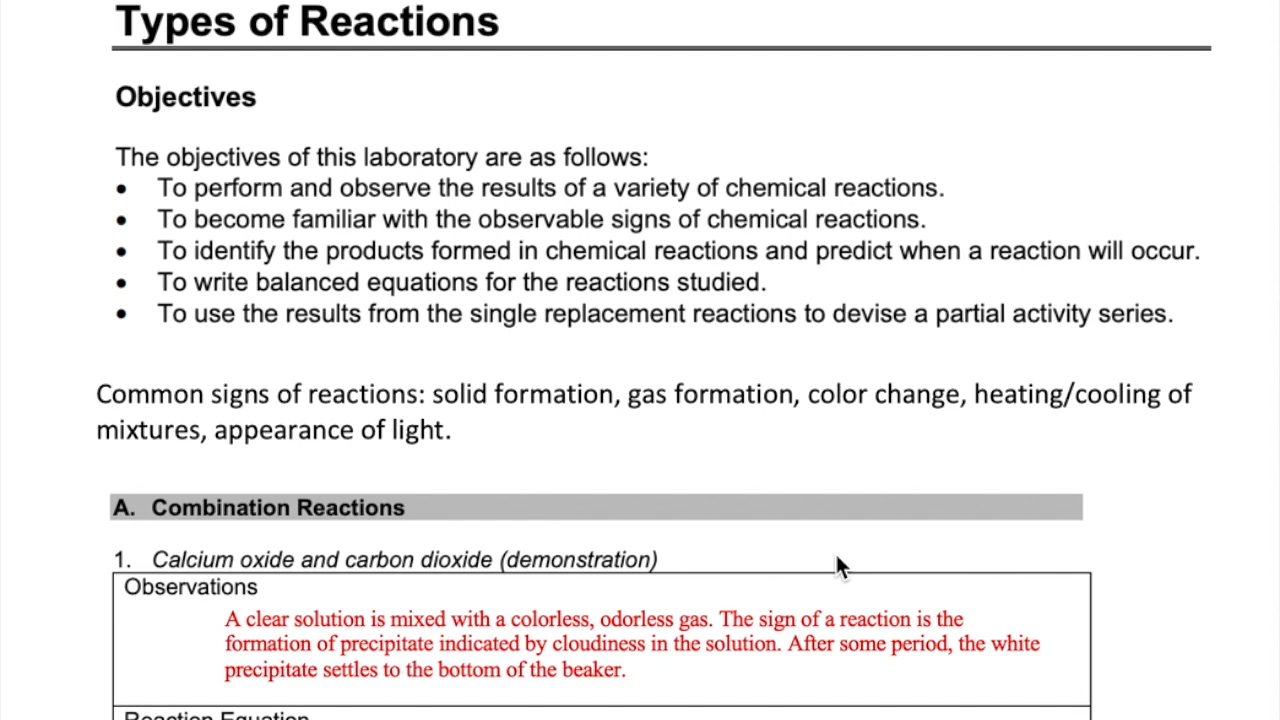 Types of Reactions
Objectives
The objectives of this laboratory are as follows:
• To perform and observe the results of a variety of chemical reactions.
• To become familiar with the observable signs of chemical reactions.
• To identify the products formed in chemical reactions and predict when a reaction will occur.
• To write balanced equations for the reactions studied.
• To use the results from the single replacement reactions to devise a partial activity series.
Common signs of reactions: solid formation, gas formation, color change, heating/cooling of
mixtures, appearance of light.
A. Combination Reactions
1. Calcium oxide and carbon dioxide (demonstration)
Observations
A clear solution is mixed with a colorless, odorless gas. The sign of a reaction is the
formation of precipitate indicated by cloudiness in the solution. After some period, the white
precipitate settles to the bottom of the beaker.
Reaction Equation